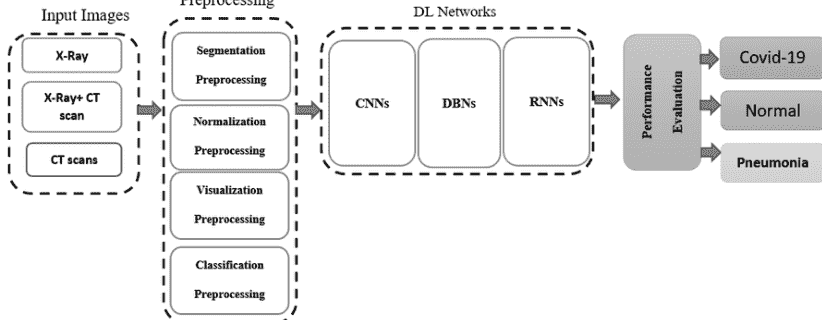 Input Images
X-Ray
X-Ray+ CT
scan
CT scans
Preprocessing
Segmentation
Preprocessing
Normalization
Preprocessing
Visualization
Preprocessing
Classification
Preprocessing
DL Networks
CNNs
DBNs
RNNs
Performance
Evaluation
Covid-19
Normal
Pneumonia